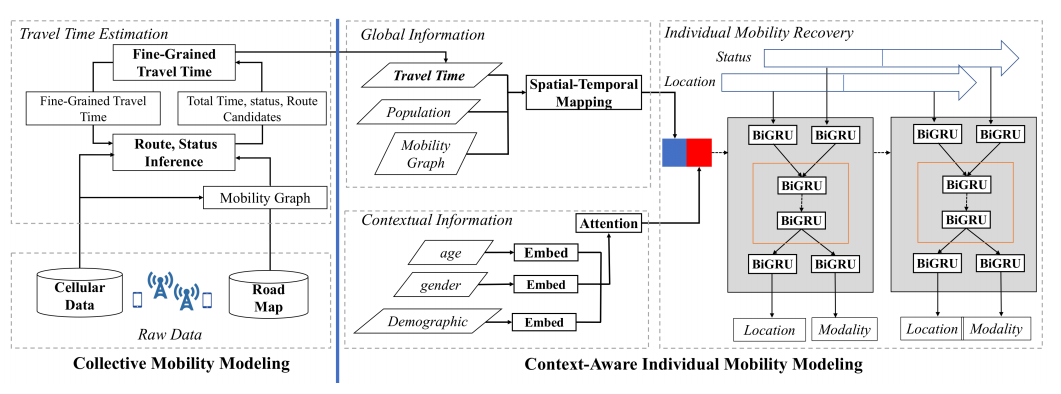 Travel Time Estimation
Fine-Grained
Travel Time
Fine-Grained Travel
Time
Total Time, status, Route
Candidates
Route, Status
Inference
Mobility Graph
Cellular
Data
Road
Map
Raw Data
Collective Mobility Modeling
Global Information
Travel Time
Population
Mobility
Graph
Spatial-Temporal
Mapping
Contextual Information
Attention
age
Embed
gender
Embed
Demographic
Embed
Individual Mobility Recovery
Status
Location
BiGRU
BiGRU
BiGRU
BiGRU
BiGRU
BiGRU
Location
Modality
BiGRU
BiGRU
BiGRU
BiGRU
BiGRU
BiGRU
Location
Modality
Context-Aware Individual Mobility Modeling